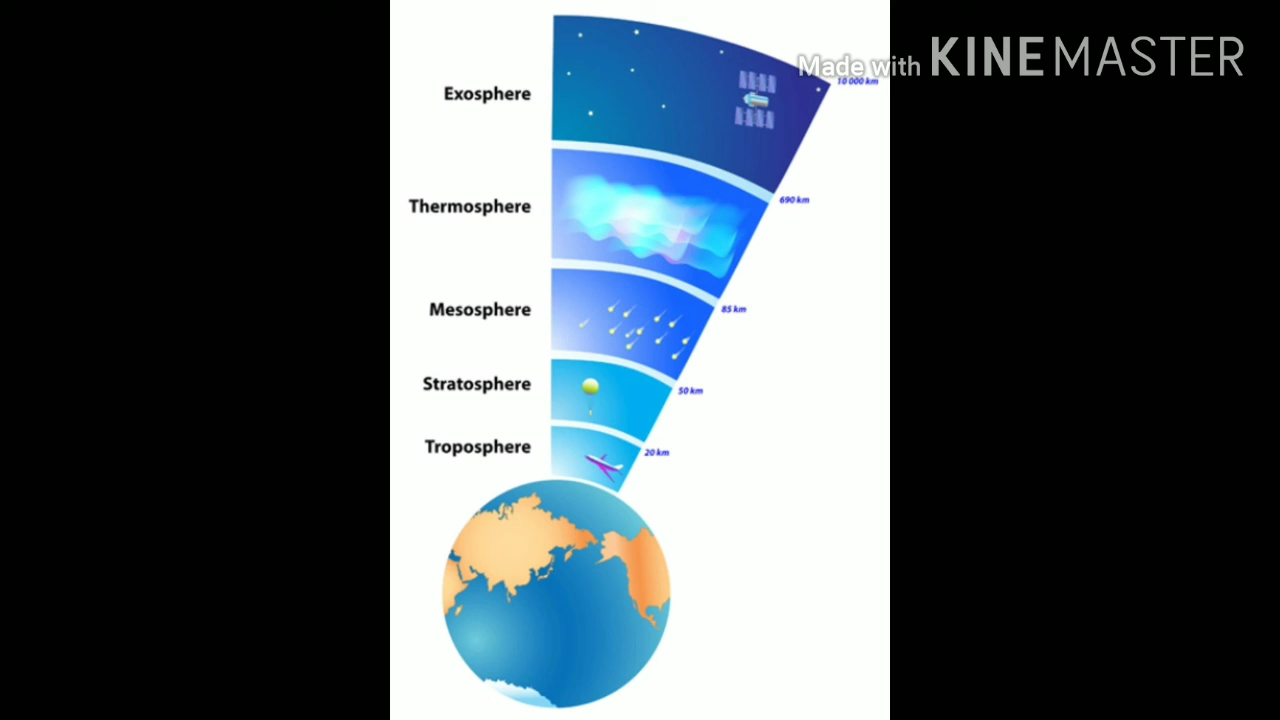 Made with KINEMASTER
10 000 km
Exosphere
690 km
Thermosphere
85 km
Mesosphere
50 km
Stratosphere
20 km
Troposphere